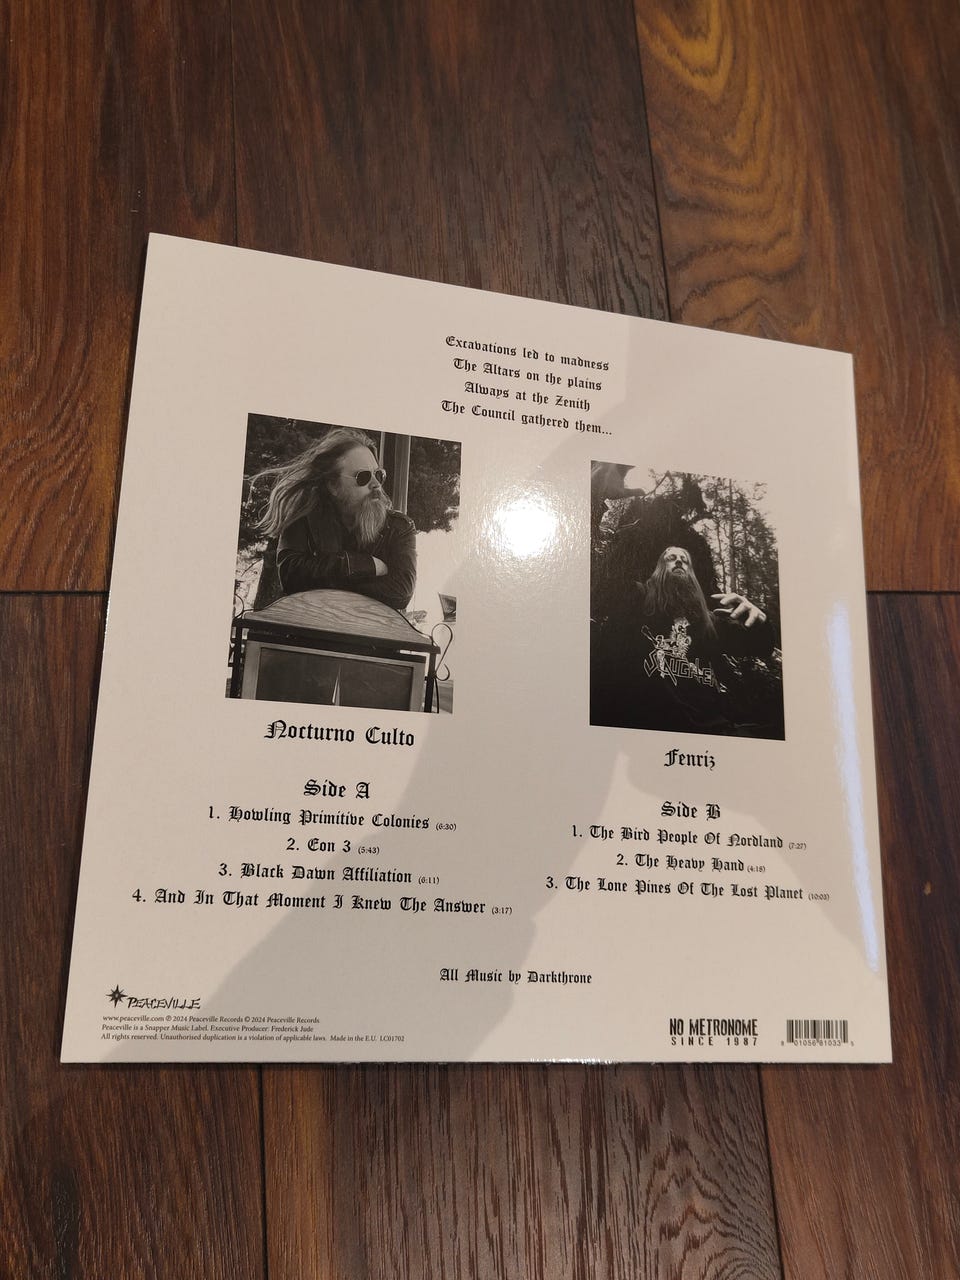 Excavations led to madness
The Altars on the plains
Always at the Zenith
The Council gathered them...
SLAUGHTER
Nocturno Culto
Fenriz
Side A
1. Howling Primitive Colonies (6:30)
2. Eon 3 (5:43)
3. Black Dawn Affiliation (6:11)
4. And In That Moment I Knew The Answer (3:17)
Side B
1. The Bird People Of Nordland (7:27)
2. The Heavy Hand (4:18)
3. The Lone Pines Of The Lost Planet (10:03)
All Music by Darkthrone
PEACEVILLE
www.peaceville.com ℗ 2024 Peaceville Records © 2024 Peaceville Records
Peaceville is a Snapper Music Label. Executive Producer: Frederick Jude
All rights reserved. Unauthorised duplication is a violation of applicable laws. Made in the E.U. LC01702
NO METRONOME
SINCE 1987
8 01056 81033 5